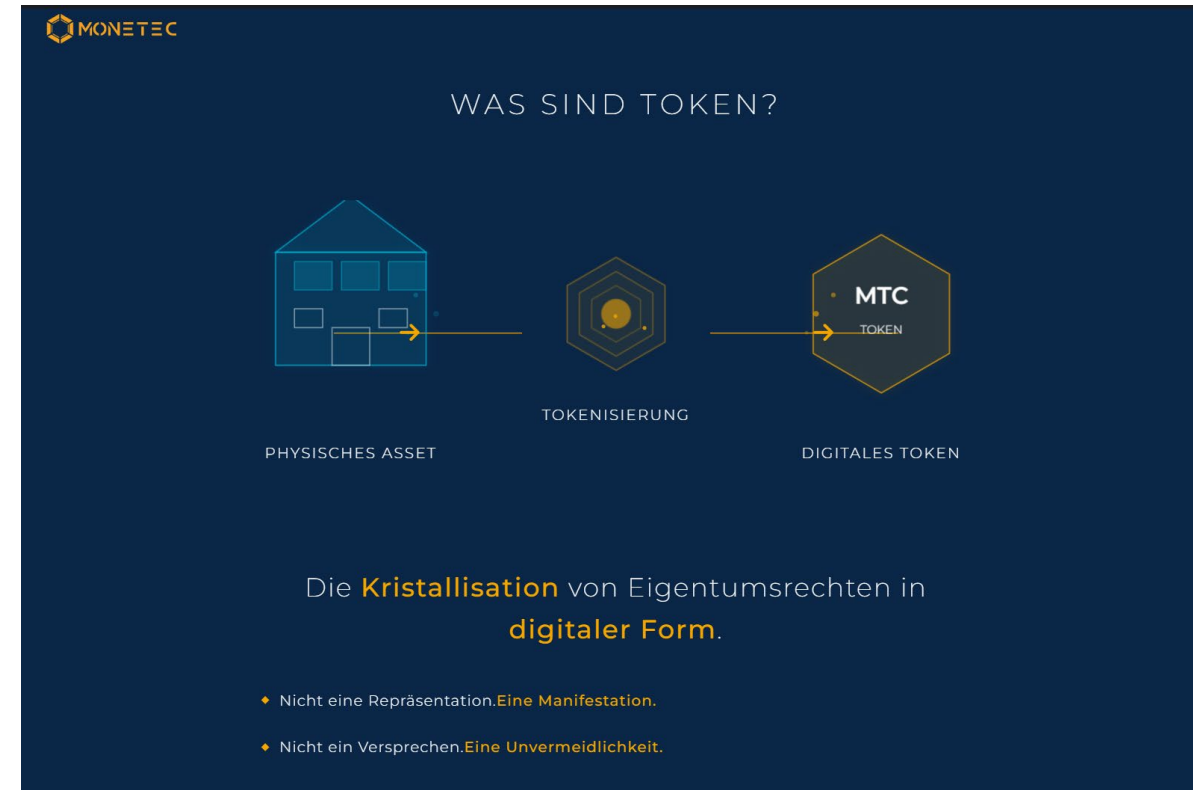 MONETEC
WAS SIND TOKEN?
MTC
TOKEN
TOKENISIERUNG
PHYSISCHES ASSET
DIGITALES TOKEN
Die Kristallisation von Eigentumsrechten in
digitaler Form.
Nicht eine Repräsentation.Eine Manifestation.
Nicht ein Versprechen.Eine Unvermeidlichkeit.